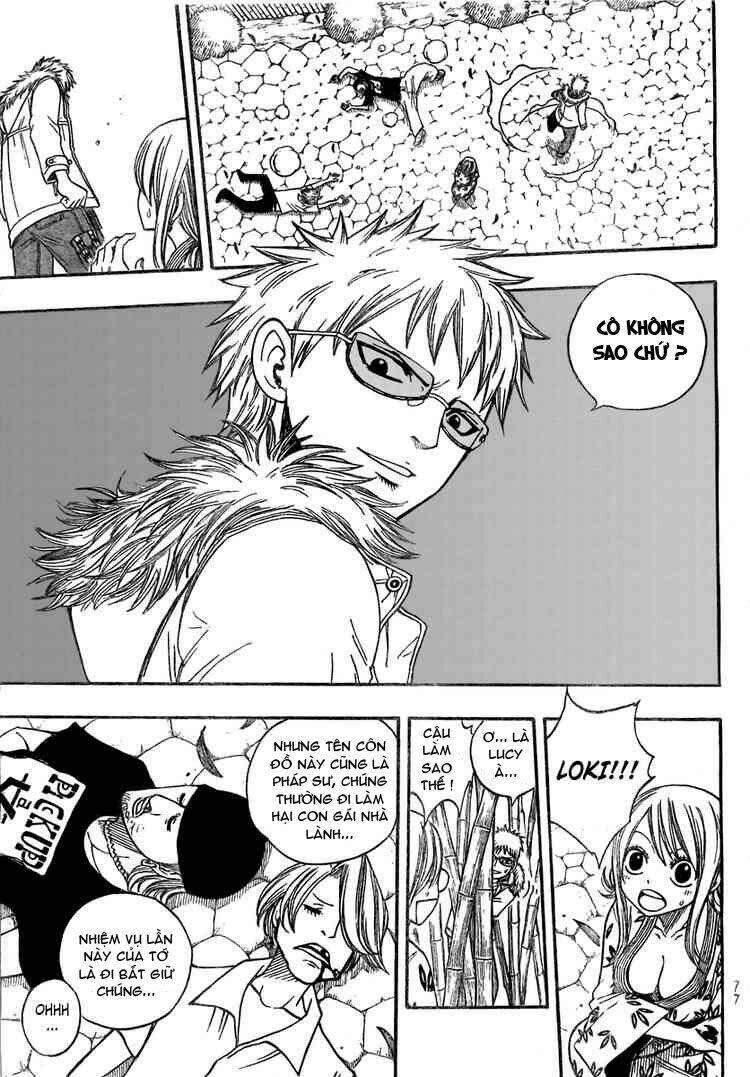 CÔ KHÔNG
SAO CHỨ ?
LOKI!!!
Ơ... LÀ
LUCY
À...
CẬU
LÀM
SAO
THẾ !
NHƯNG TÊN CÔN
ĐỒ NÀY CŨNG LÀ
PHÁP SƯ, CHÚNG
THƯỜNG ĐI LÀM
HẠI CON GÁI NHÀ
LÀNH...
NHIỆM VỤ LẦN
NÀY CỦA TỚ
LÀ ĐI BẮT GIỮ
CHÚNG...
OHHH
...
77